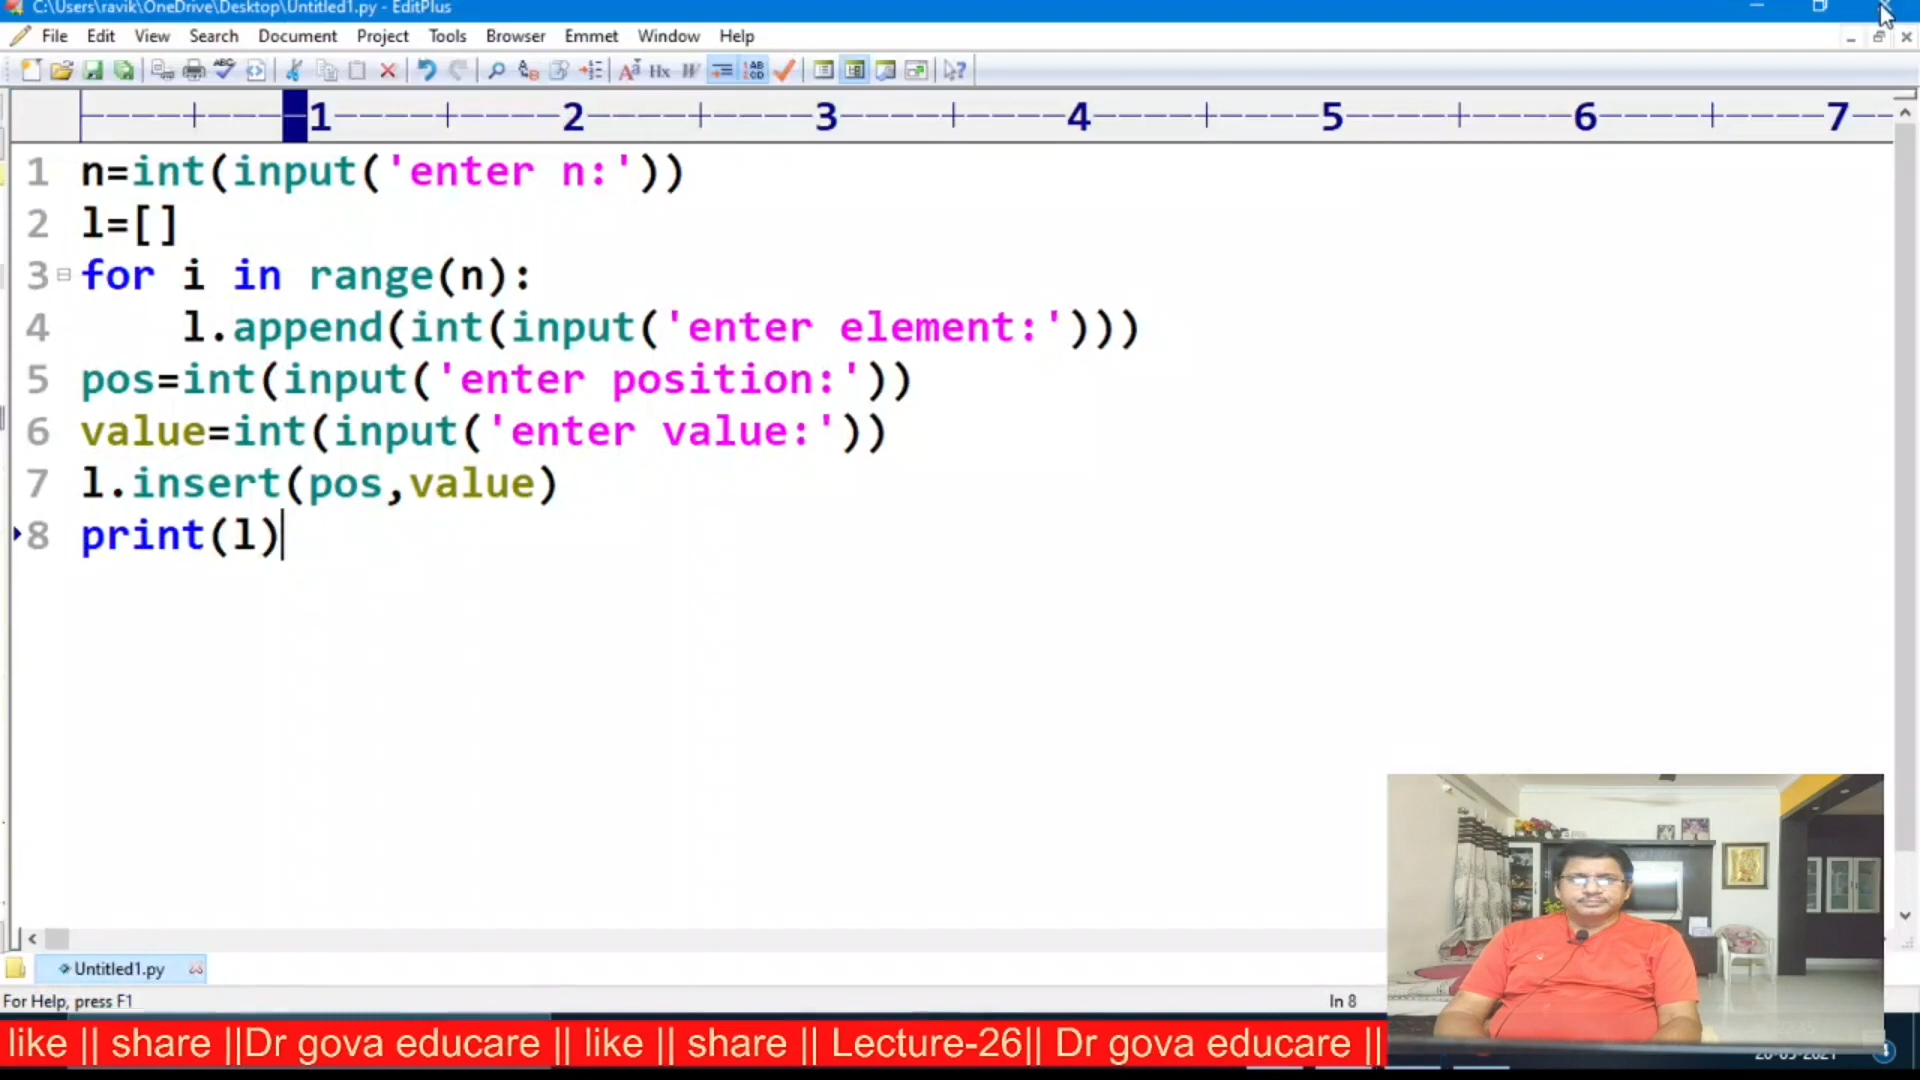 C:\Users\ravik\OneDrive\Desktop\Untitled1.py - EditPlus
File Edit View Search Document Project Tools Browser Emmet Window Help
----+----1----+----2----+----3----+----4----+----5----+----6----+----7--
1 n=int(input('enter n:'))
2 l=[]
3 for i in range(n):
4     l.append(int(input('enter element:')))
5 pos=int(input('enter position:'))
6 value=int(input('enter value:'))
7 l.insert(pos,value)
8 print(l)
Untitled1.py
For Help, press F1
ln 8
like || share ||Dr gova educare || like || share || Lecture-26|| Dr gova educare ||